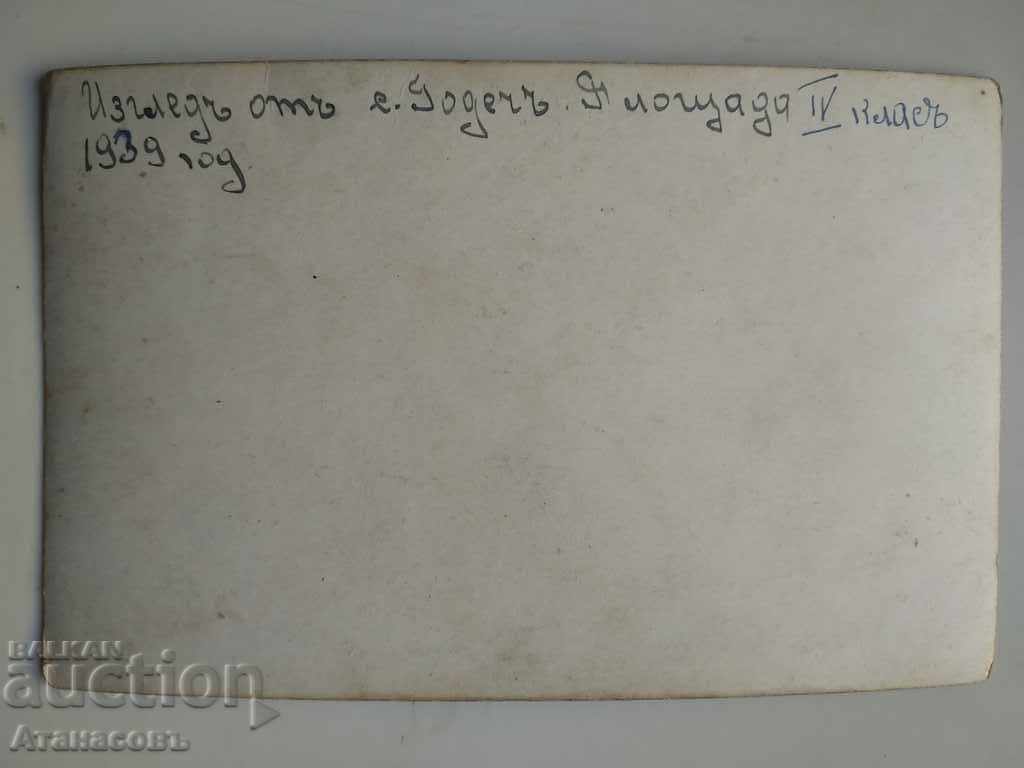 Изгледъ отъ с. Годечъ. Площада IV класъ
1939 год.
BALKAN
auction
Атанасовъ